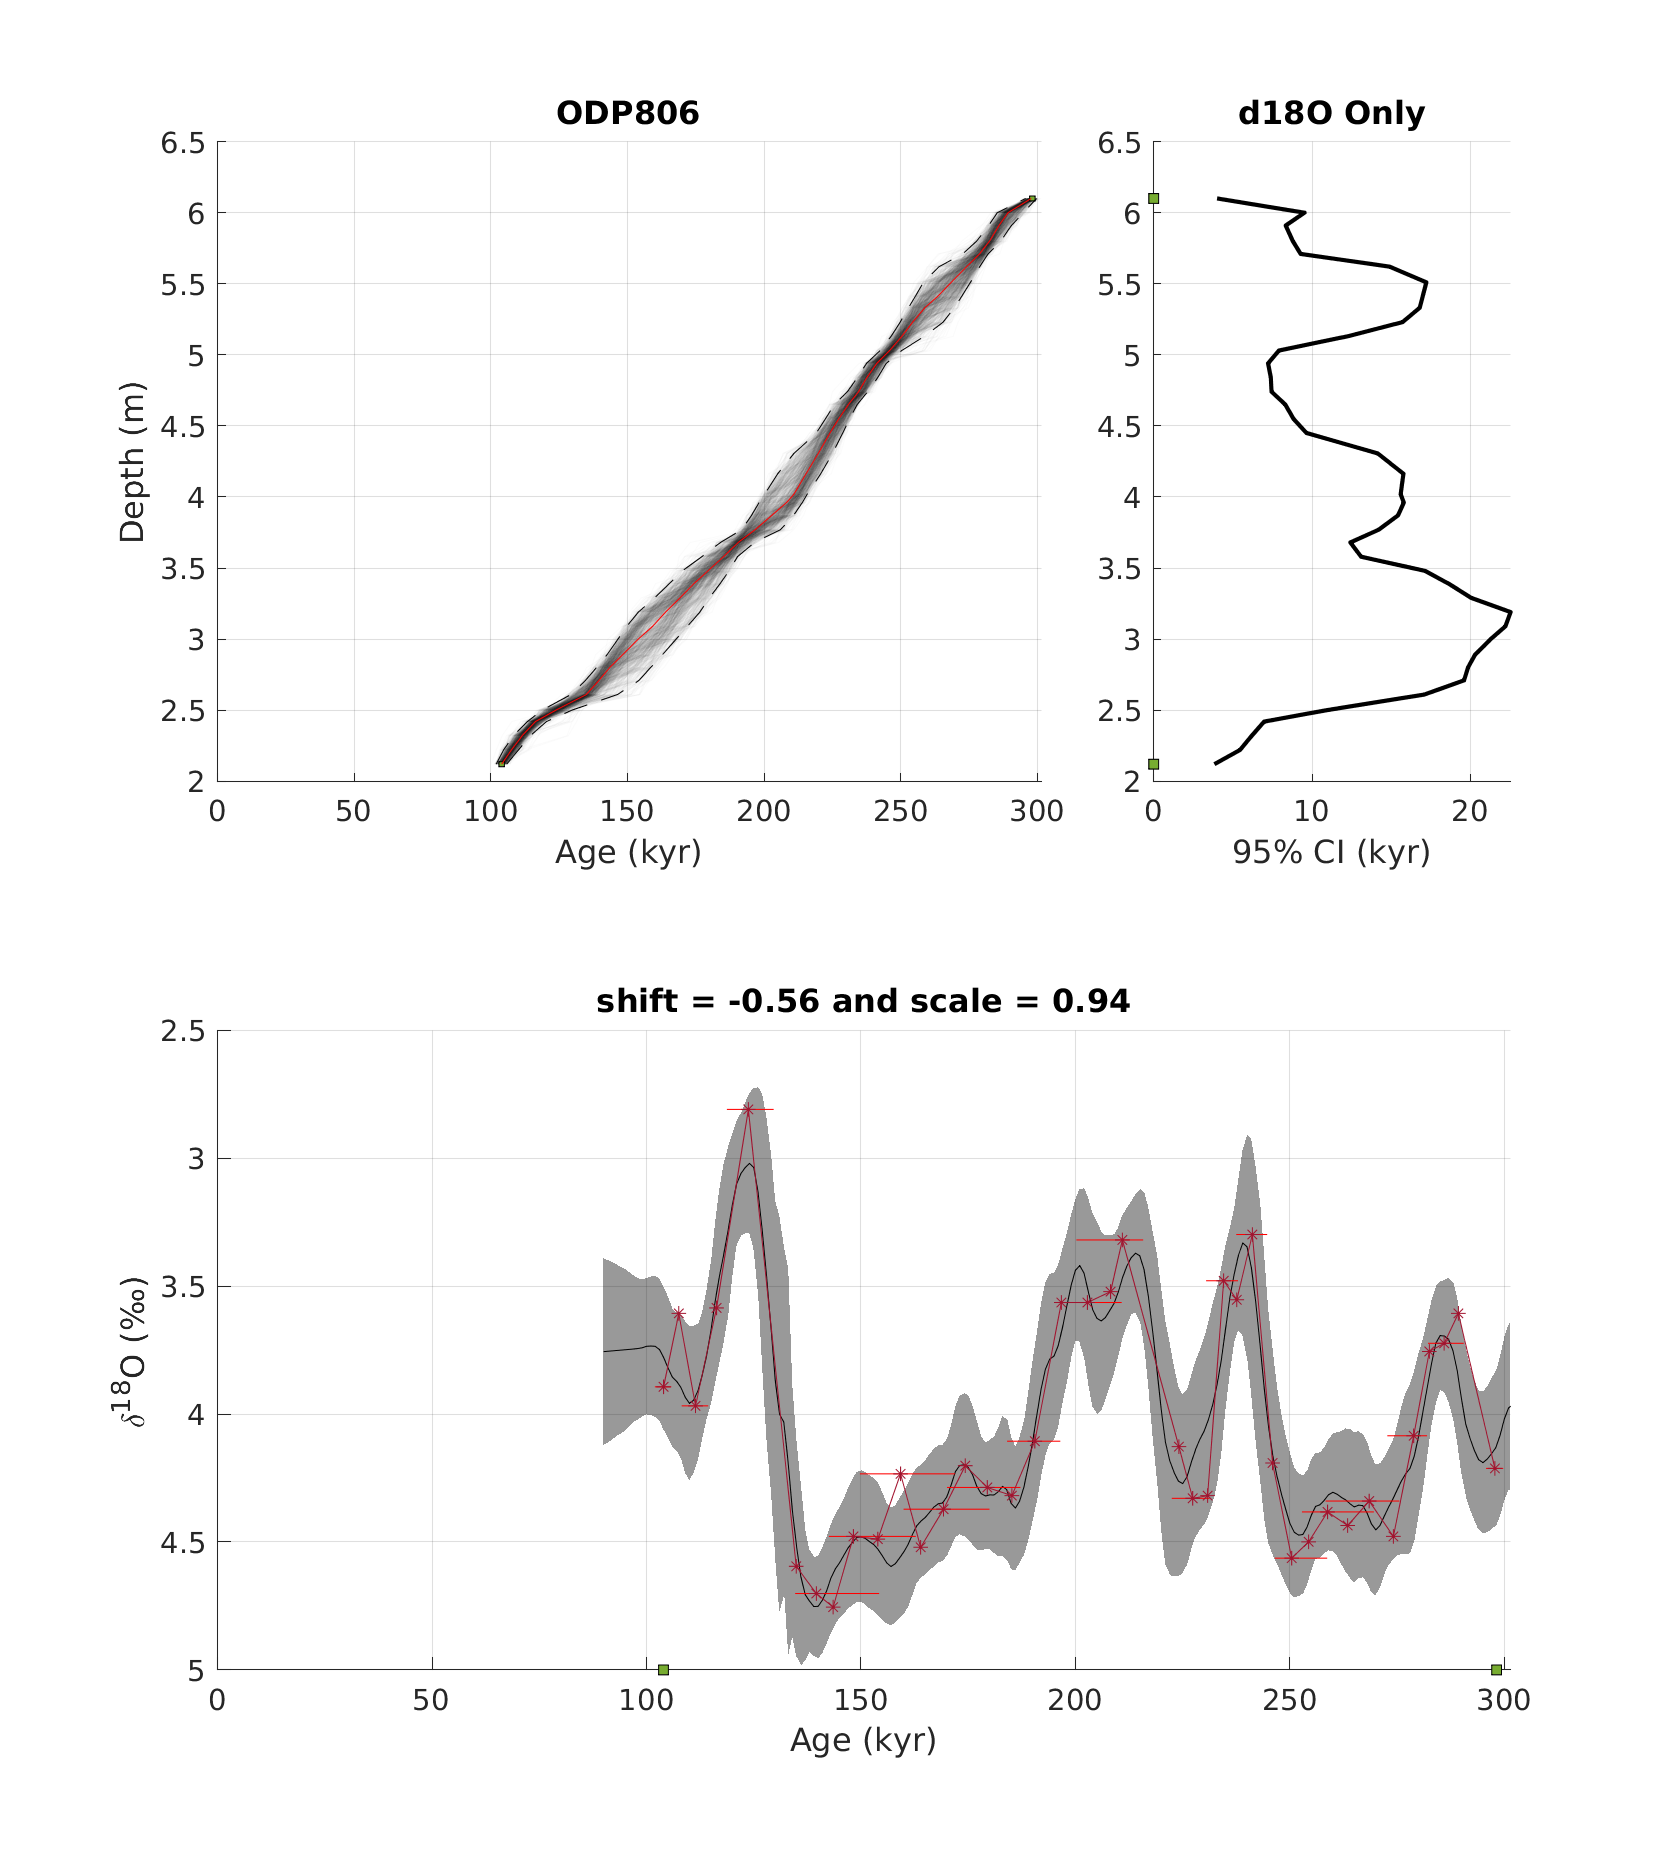 ODP806
d18O Only
6.5
6
5.5
5
4.5
4
3.5
3
2.5
2
Depth (m)
0 50 100 150 200 250 300
Age (kyr)
6.5
6
5.5
5
4.5
4
3.5
3
2.5
2
0 10 20
95% CI (kyr)
shift = -0.56 and scale = 0.94
2.5
3
3.5
4
4.5
5
δ18O (‰)
0 50 100 150 200 250 300
Age (kyr)